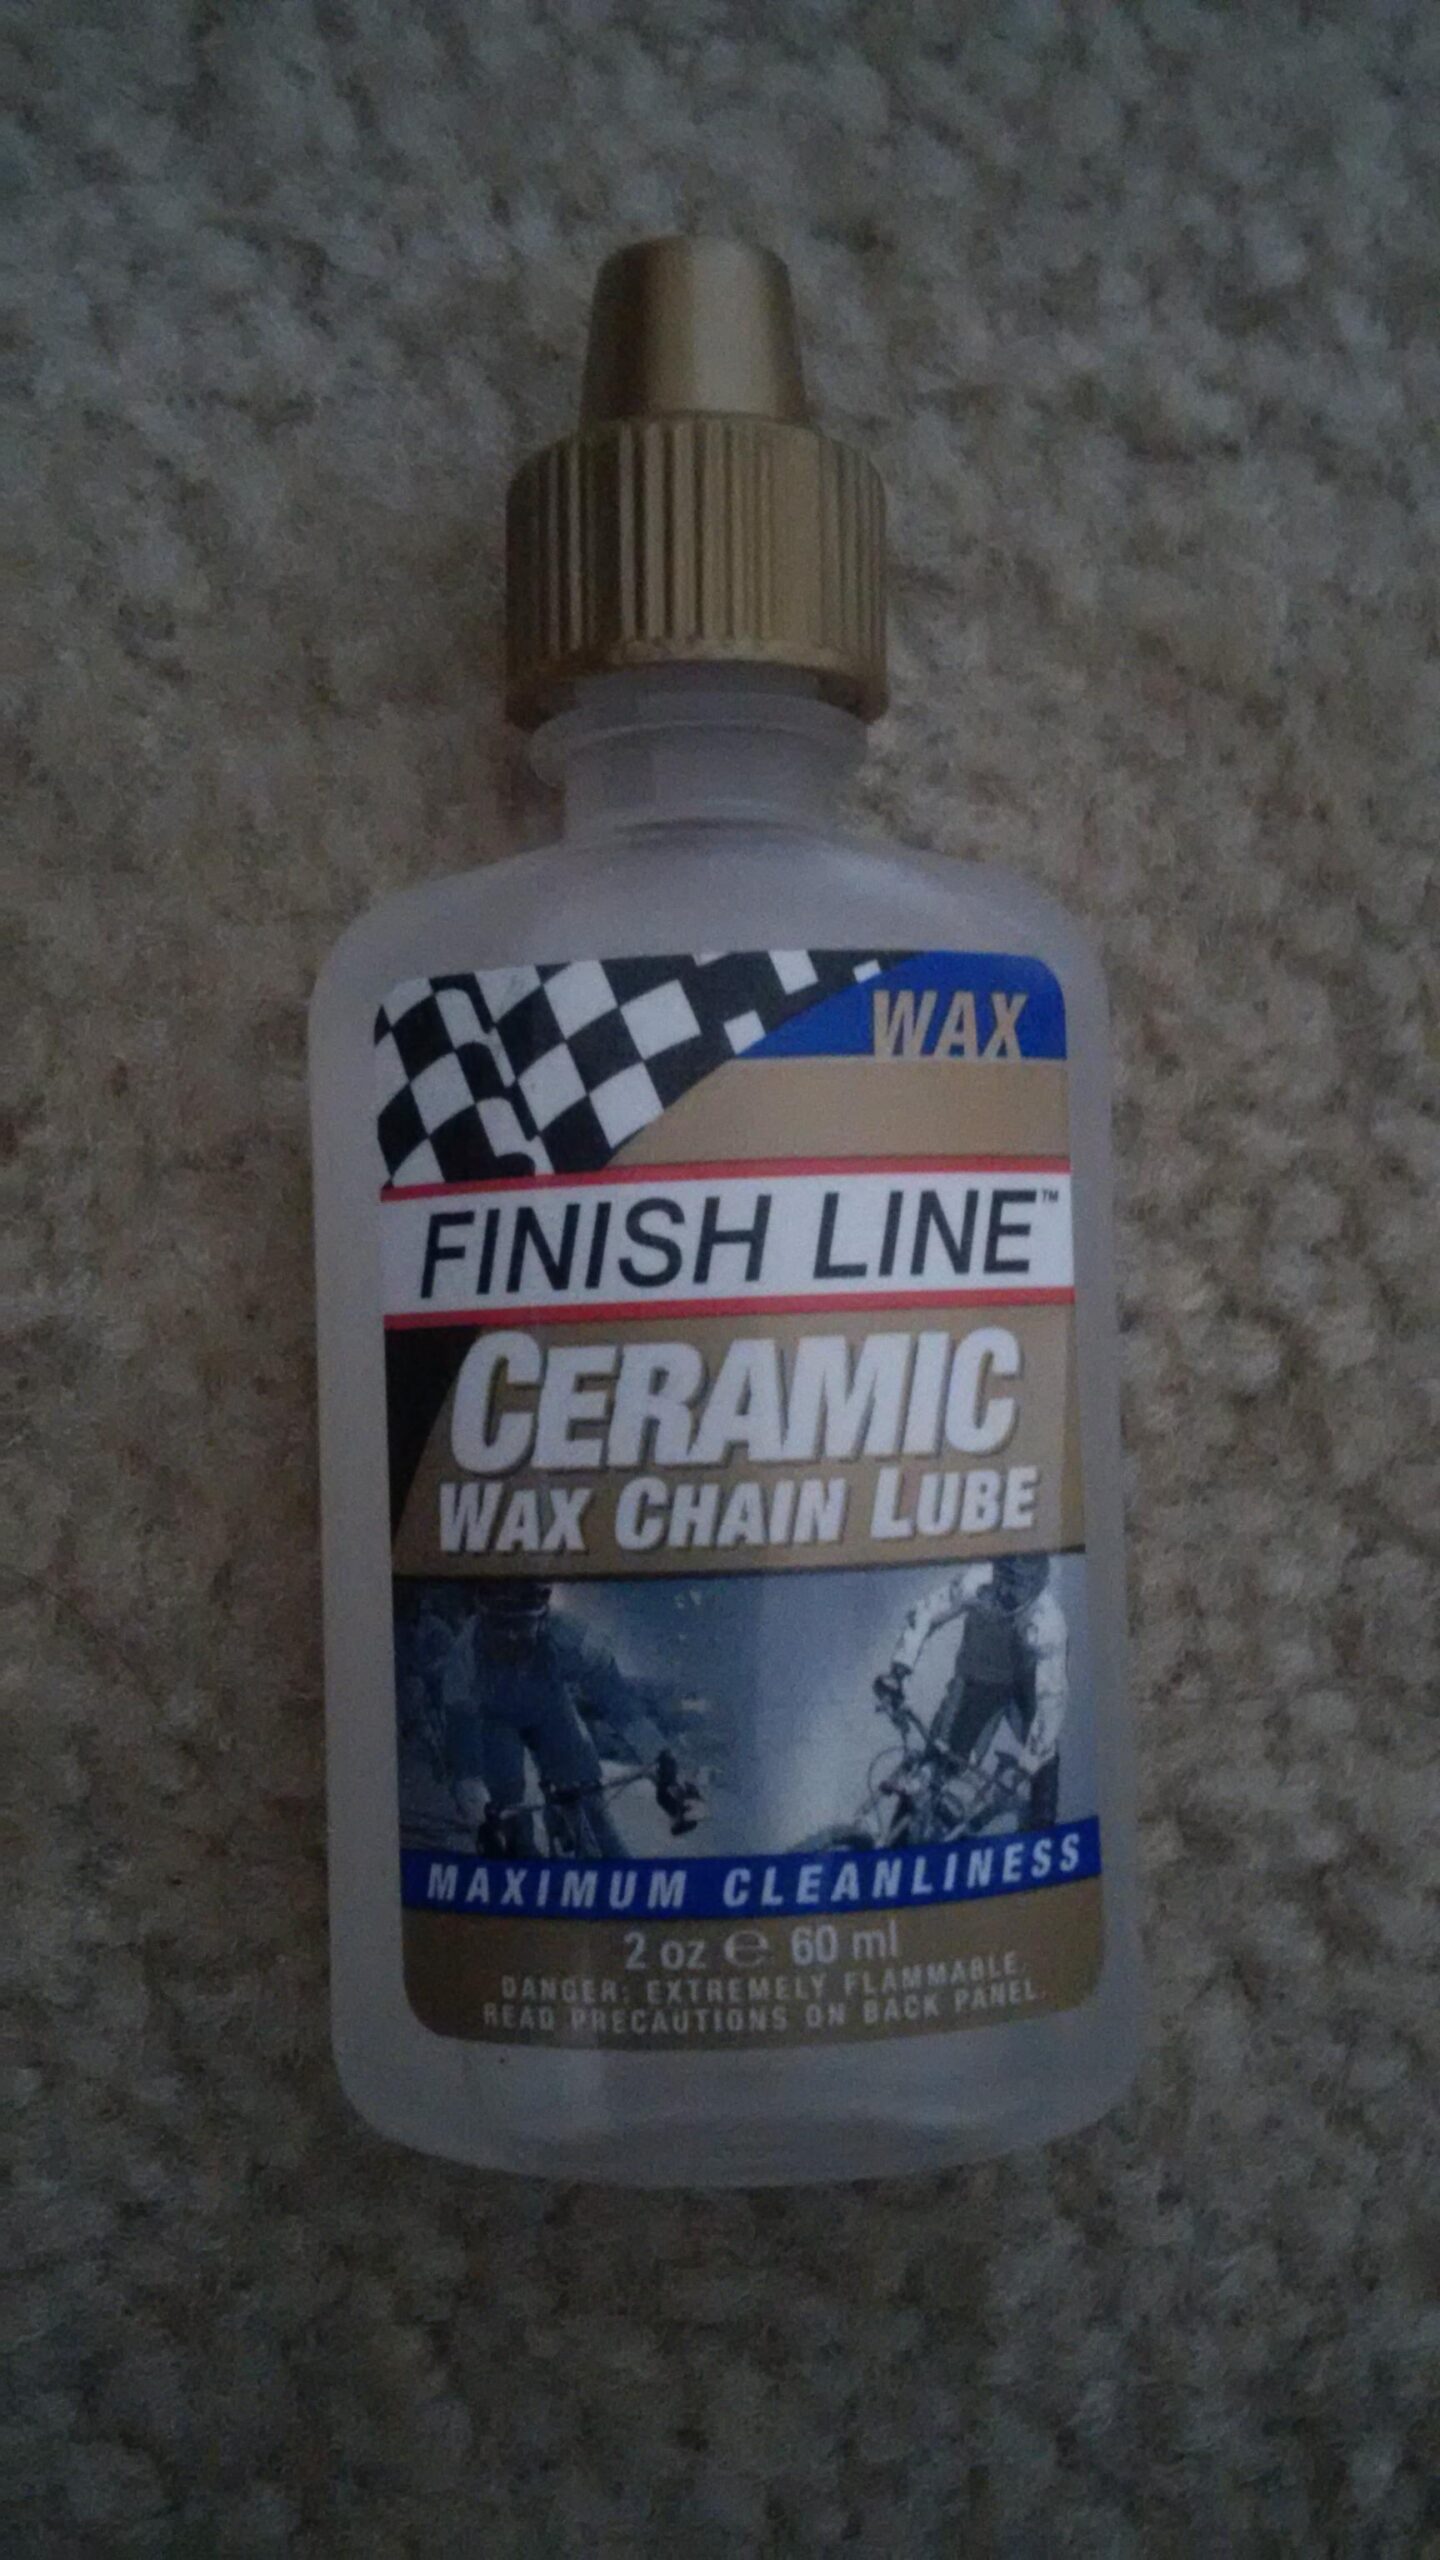 WAX
FINISH LINE™
CERAMIC
WAX CHAIN LUBE
MAXIMUM CLEANLINESS
2 oz ℮ 60 ml
DANGER: EXTREMELY FLAMMABLE.
READ PRECAUTIONS ON BACK PANEL.